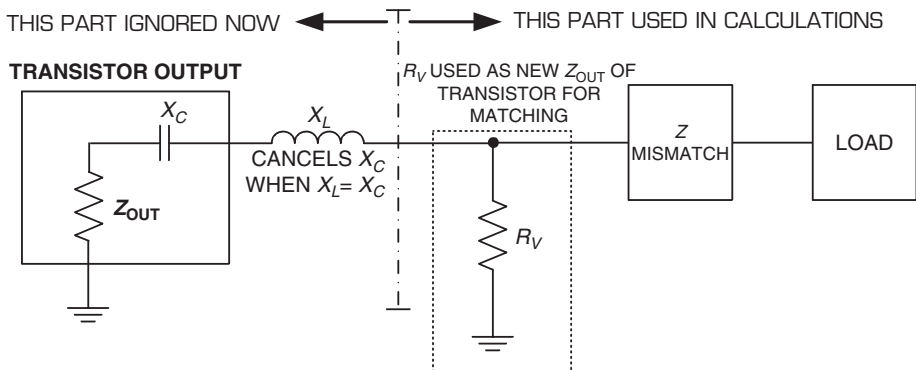 THIS PART IGNORED NOW
THIS PART USED IN CALCULATIONS
TRANSISTOR OUTPUT
R_V USED AS NEW Z_OUT OF
TRANSISTOR FOR
MATCHING
X_C
X_L
CANCELS X_C
WHEN X_L = X_C
Z_OUT
R_V
Z
MISMATCH
LOAD